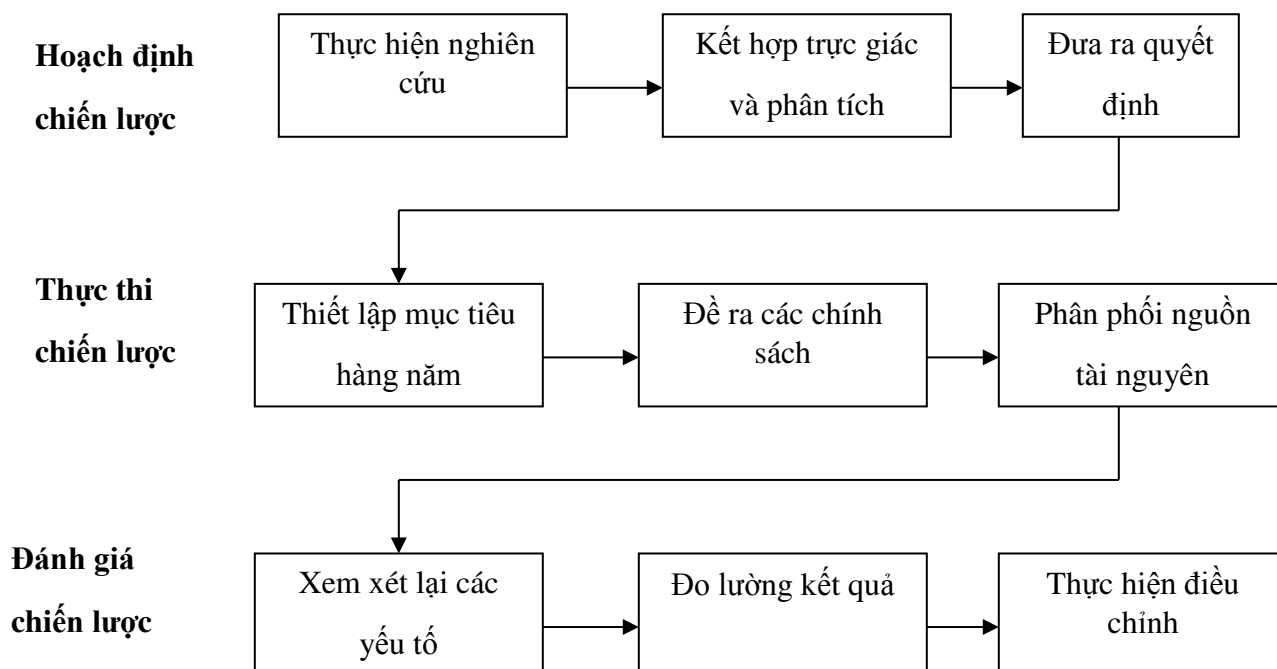 Hoạch định
chiến lược
Thực hiện nghiên
cứu
Kết hợp trực giác
và phân tích
Đưa ra quyết
định
Thực thi
chiến lược
Thiết lập mục tiêu
hàng năm
Đề ra các chính
sách
Phân phối nguồn
tài nguyên
Đánh giá
chiến lược
Xem xét lại các
yếu tố
Đo lường kết quả
Thực hiện điều
chỉnh